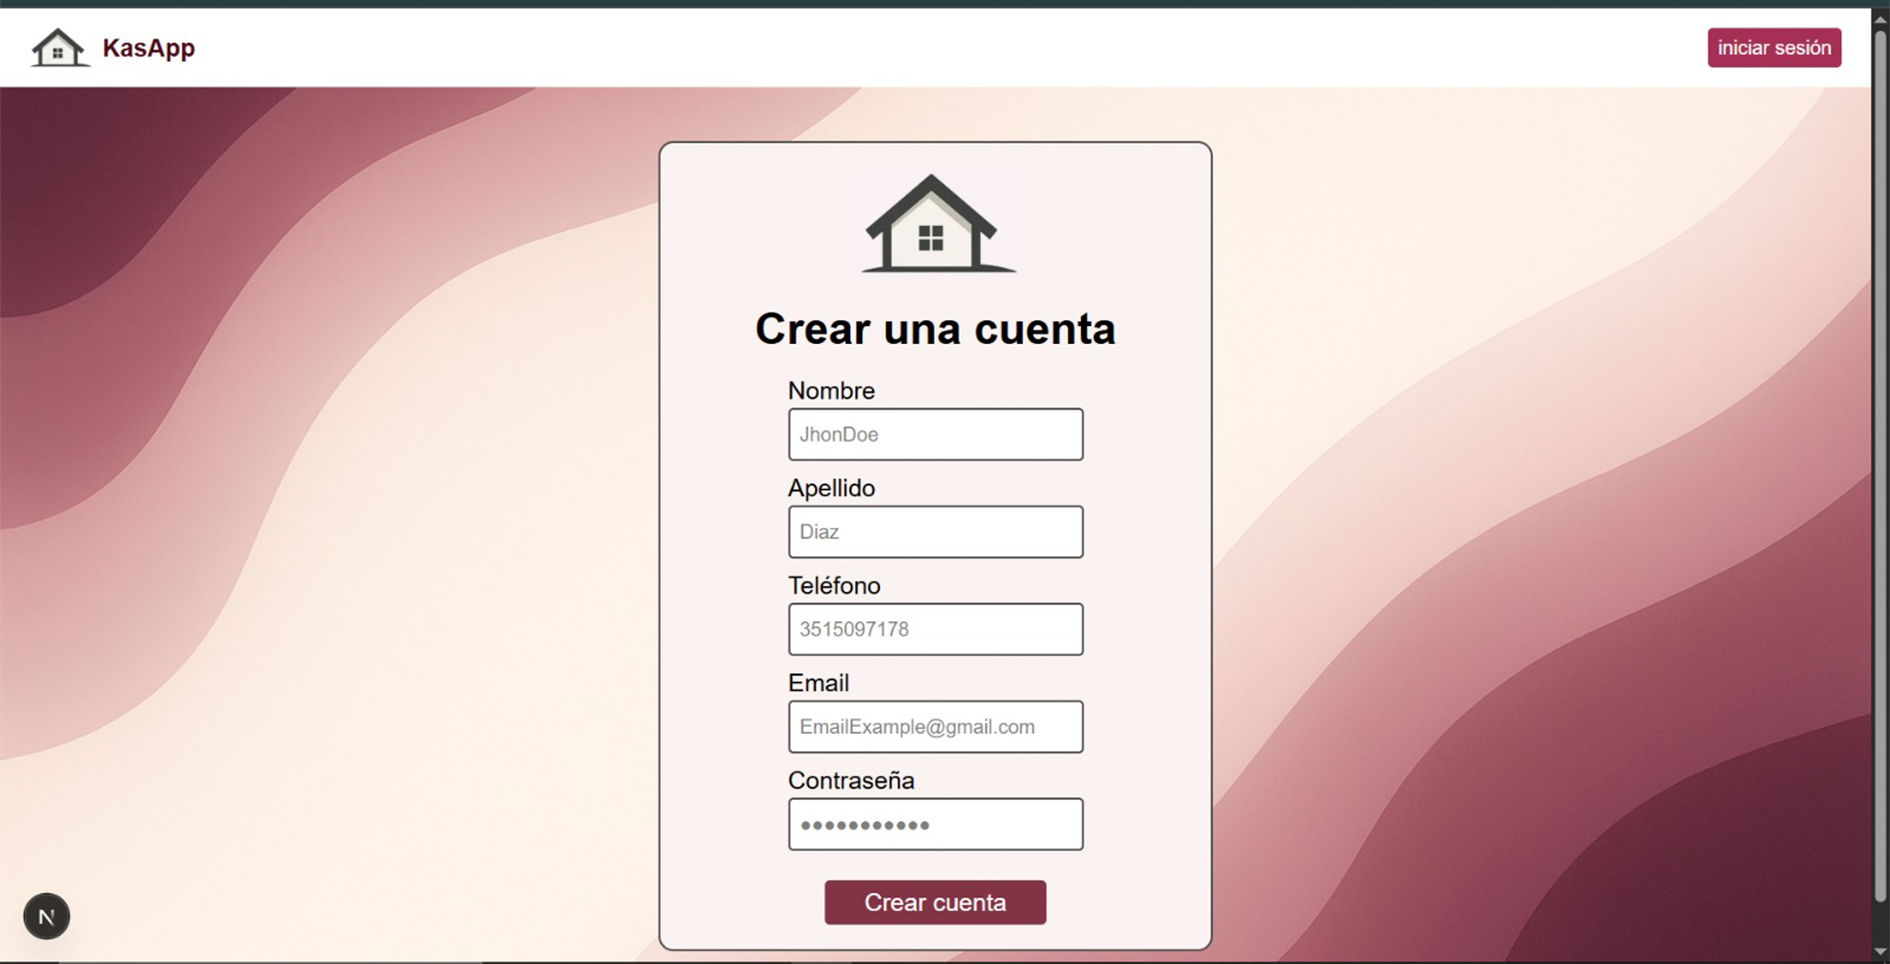 KasApp
iniciar sesión
Crear una cuenta
Nombre
JhonDoe
Apellido
Diaz
Teléfono
3515097178
Email
EmailExample@gmail.com
Contraseña
•••••••••••
Crear cuenta
N